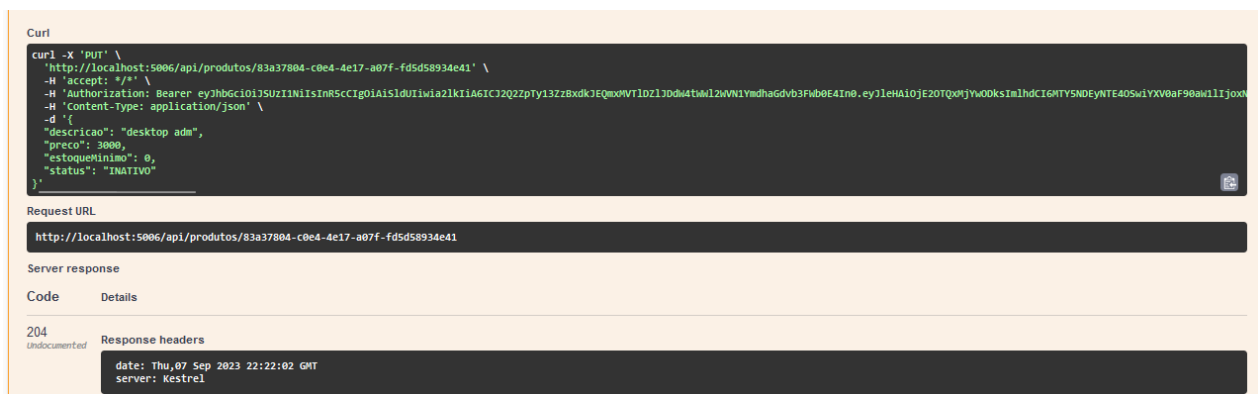 Curl
curl -X 'PUT' \
'http://localhost:5006/api/produtos/83a37804-c0e4-4e17-a07f-fd5d58934e41' \
-H 'accept: */*' \
-H 'Authorization: Bearer
-H 'Content-Type: application/json' \
-d '{
"descricao": "desktop adm",
"preco": 3000,
"estoqueMinimo": 0,
"status": "INATIVO"
}'
Request URL
http://localhost:5006/api/produtos/83a37804-c0e4-4e17-a07f-fd5d58934e41
Server response
Code Details
204
Undocumented
Response headers
date: Thu,07 Sep 2023 22:22:02 GMT
server: Kestrel